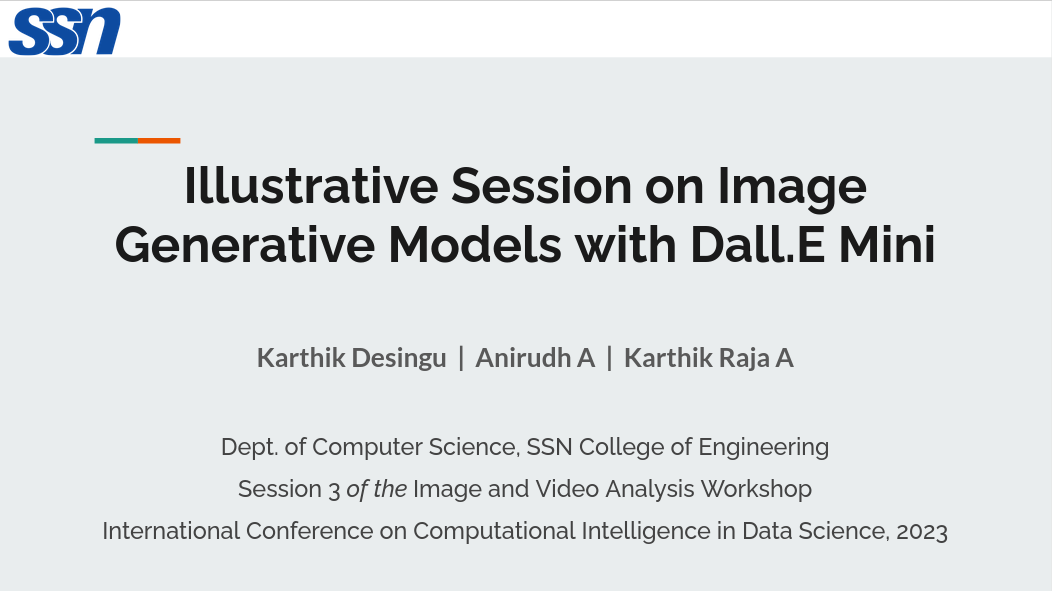 ssn
Illustrative Session on Image
Generative Models with Dall.E Mini
Karthik Desingu | Anirudh A | Karthik Raja A
Dept. of Computer Science, SSN College of Engineering
Session 3 of the Image and Video Analysis Workshop
International Conference on Computational Intelligence in Data Science, 2023